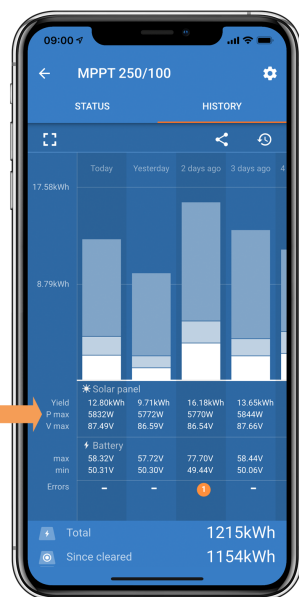 09:00
MPPT 250/100
STATUS HISTORY
Today Yesterday 2 days ago 3 days ago 4
17.58kWh
8.79kWh
Solar panel
Yield 12.80kWh 9.71kWh 16.18kWh 13.65kWh
P max 5832W 5772W 5770W 5844W
V max 87.49V 86.59V 86.54V 87.66V
Battery
max 58.32V 57.72V 77.70V 58.44V
min 50.31V 50.30V 49.44V 50.06V
Errors – – 1 –
Total 1215kWh
Since cleared 1154kWh